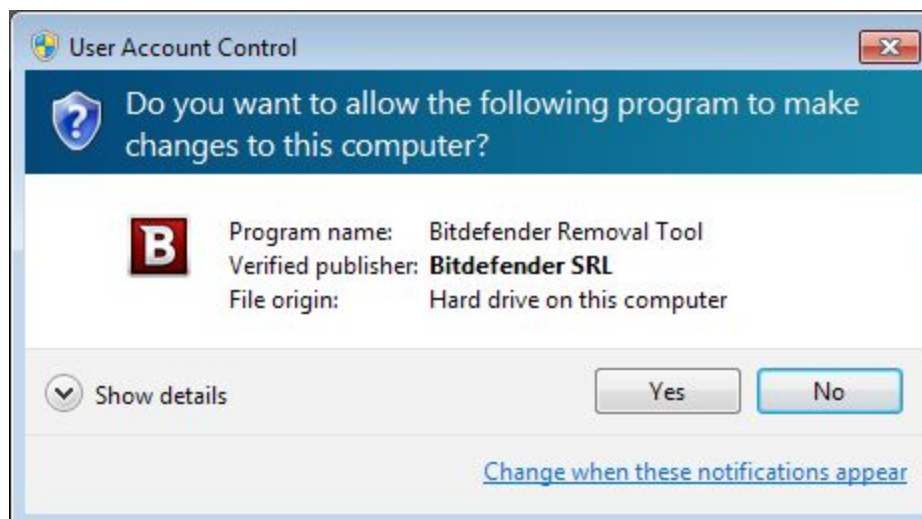 User Account Control
Do you want to allow the following program to make
changes to this computer?
B
Program name: Bitdefender Removal Tool
Verified publisher: Bitdefender SRL
File origin: Hard drive on this computer
Show details
Yes
No
Change when these notifications appear